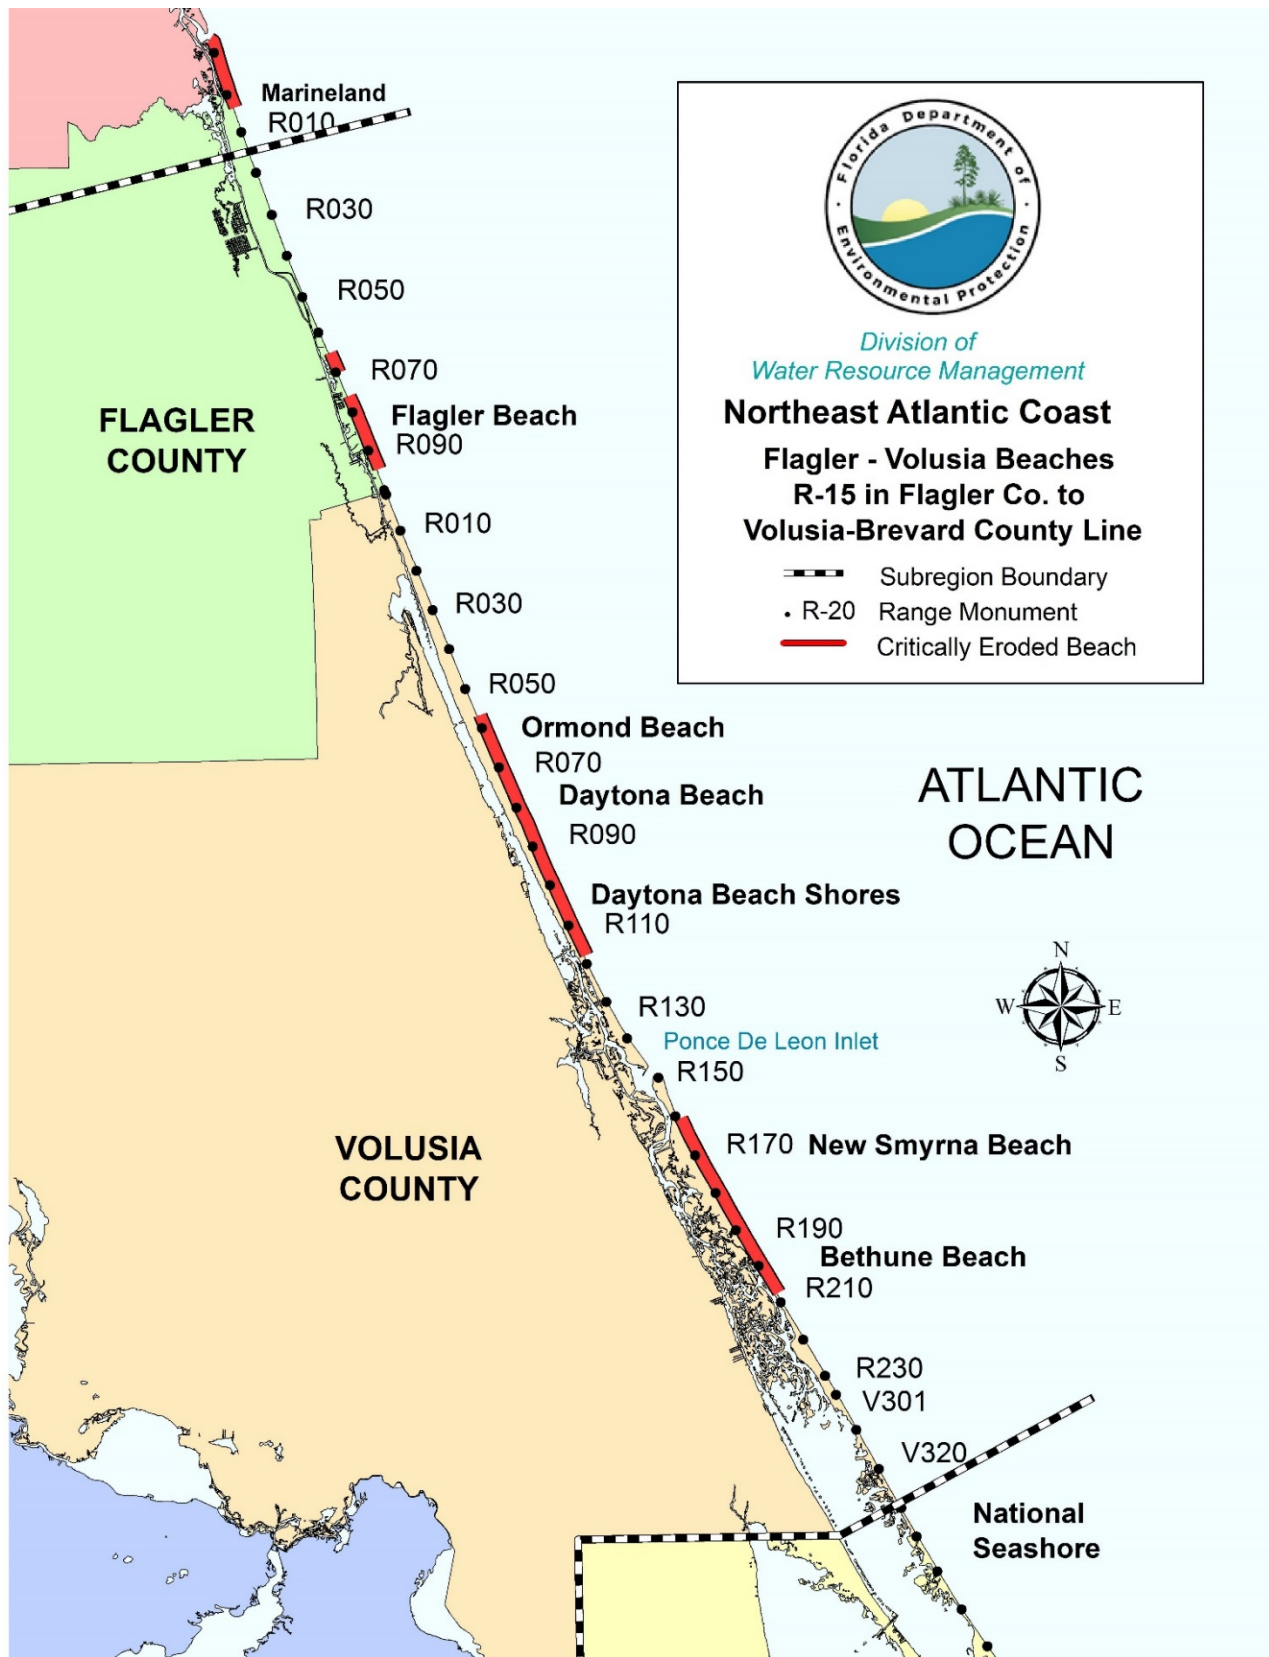 Marineland
R010
R030
R050
R070
Flagler Beach
R090
FLAGLER
COUNTY
R010
R030
R050
Ormond Beach
R070
Daytona Beach
R090
Daytona Beach Shores
R110
R130
Ponce De Leon Inlet
R150
R170 New Smyrna Beach
VOLUSIA
COUNTY
R190
Bethune Beach
R210
R230
V301
V320
National
Seashore
Florida Department of
Environmental Protection
Division of
Water Resource Management
Northeast Atlantic Coast
Flagler - Volusia Beaches
R-15 in Flagler Co. to
Volusia-Brevard County Line
Subregion Boundary
• R-20 Range Monument
Critically Eroded Beach
ATLANTIC
OCEAN
N
W E
S